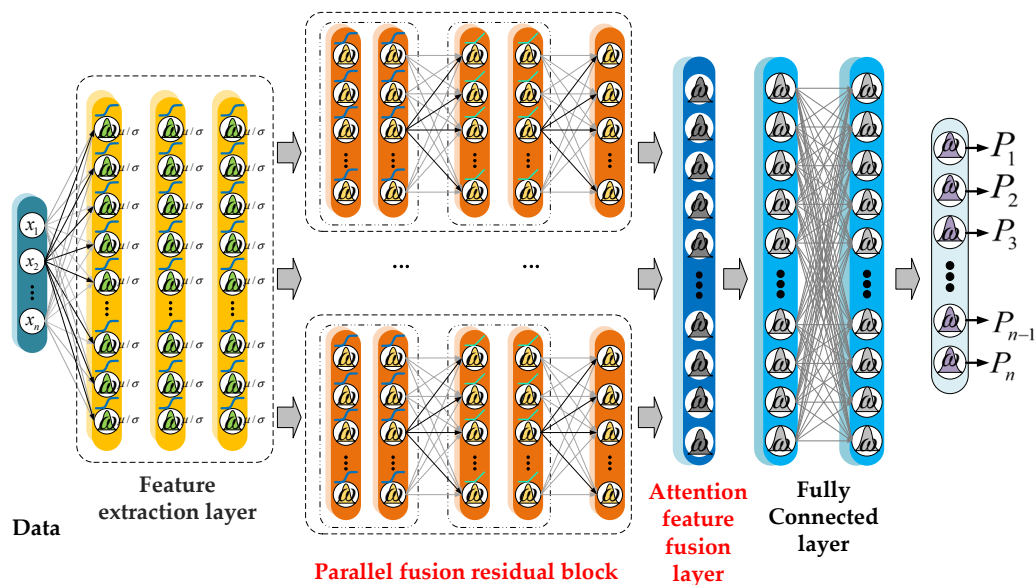 x₁
x₂
...
xₙ
Data
ω μ/σ ω μ/σ ω μ/σ
ω μ/σ ω μ/σ ω μ/σ
ω μ/σ ω μ/σ ω μ/σ
ω μ/σ ω μ/σ ω μ/σ
ω μ/σ ω μ/σ ω μ/σ
...
ω μ/σ ω μ/σ ω μ/σ
ω μ/σ ω μ/σ ω μ/σ
ω μ/σ ω μ/σ ω μ/σ
Feature
extraction layer
ω ω ω ω ω
ω ω ω ω ω
ω ω ω ω ω
...
ω ω ω ω ω
... ...
ω ω ω ω ω
ω ω ω ω ω
ω ω ω ω ω
...
ω ω ω ω ω
Parallel fusion residual block
ω
ω
ω
ω
ω
...
ω
ω
ω
ω
Attention
feature
fusion
layer
ω ω
ω ω
ω ω
ω ω
ω ω
...
ω ω
ω ω
ω ω
ω ω
Fully
Connected
layer
ω P₁
ω P₂
ω P₃
...
ω Pₙ₋₁
ω Pₙ